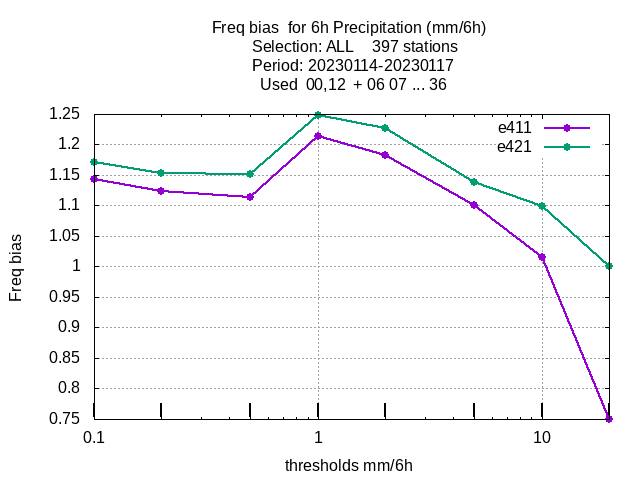 Freq bias  for 6h Precipitation (mm/6h)
Selection: ALL    397 stations
Period: 20230114-20230117
Used  00,12  + 06 07 ... 36
e411
e421
1.25
1.2
1.15
1.1
1.05
1
0.95
0.9
0.85
0.8
0.75
Freq bias
0.1 1 10
thresholds mm/6h